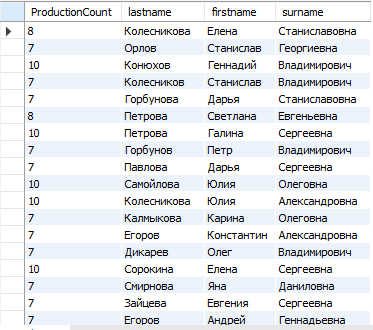 ProductionCount lastname firstname surname
8 Колесникова Елена Станиславовна
7 Орлов Станислав Георгиевна
10 Конюхов Геннадий Владимирович
7 Колесников Станислав Владимирович
7 Горбунова Дарья Станиславовна
8 Петрова Светлана Евгеньевна
10 Петрова Галина Сергеевна
7 Горбунов Петр Владимирович
7 Павлова Дарья Сергеевна
10 Самойлова Юлия Олеговна
10 Колесникова Юлия Александровна
7 Калмыкова Карина Олеговна
7 Егоров Константин Александровна
7 Дикарев Олег Владимирович
10 Сорокина Елена Сергеевна
7 Смирнова Яна Даниловна
7 Зайцева Евгения Сергеевна
7 Егоров Андрей Геннадьевна